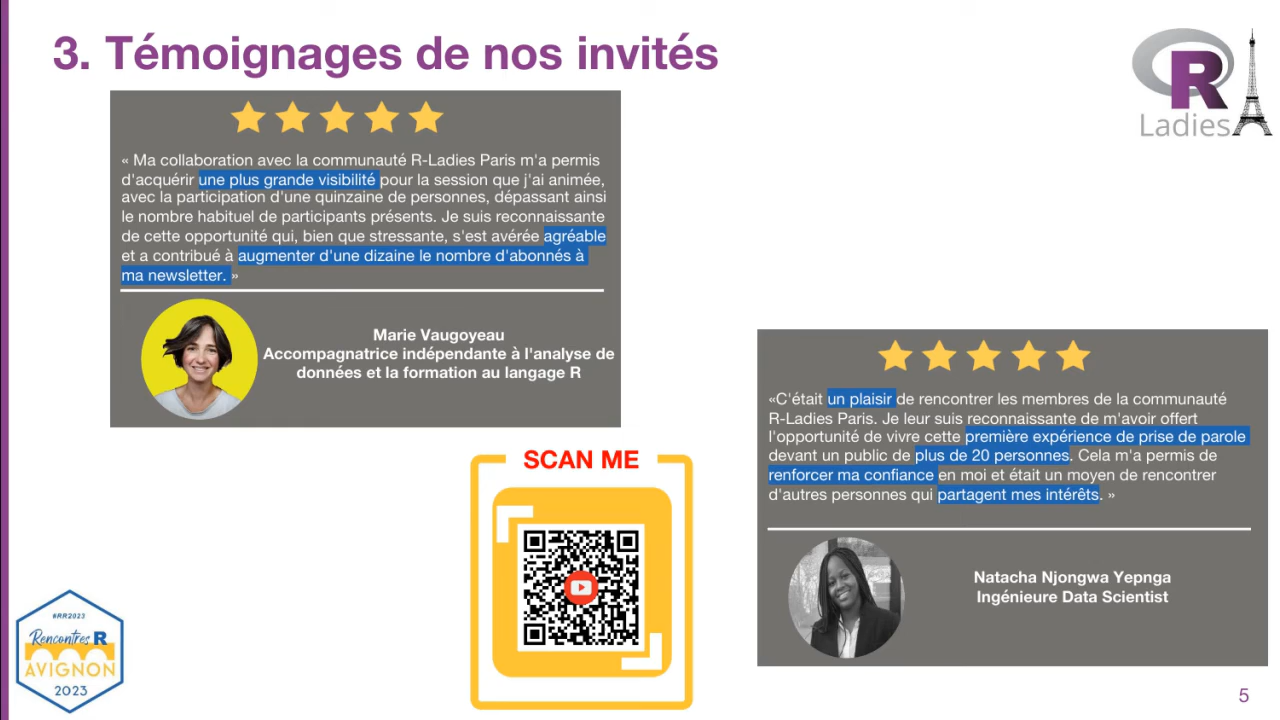 3. Témoignages de nos invités
R
Ladies
« Ma collaboration avec la communauté R-Ladies Paris m'a permis
d'acquérir une plus grande visibilité pour la session que j'ai animée,
avec la participation d'une quinzaine de personnes, dépassant ainsi
le nombre habituel de participants présents. Je suis reconnaissante
de cette opportunité qui, bien que stressante, s'est avérée agréable
et a contribué à augmenter d'une dizaine le nombre d'abonnés à
ma newsletter. »
Marie Vaugoyeau
Accompagnatrice indépendante à l'analyse de
données et la formation au langage R
«C'était un plaisir de rencontrer les membres de la communauté
R-Ladies Paris. Je leur suis reconnaissante de m'avoir offert
l'opportunité de vivre cette première expérience de prise de parole
devant un public de plus de 20 personnes. Cela m'a permis de
renforcer ma confiance en moi et était un moyen de rencontrer
d'autres personnes qui partagent mes intérêts. »
Natacha Njongwa Yepnga
Ingénieure Data Scientist
SCAN ME
#RR2023
Rencontres R
AVIGNON
2023
5